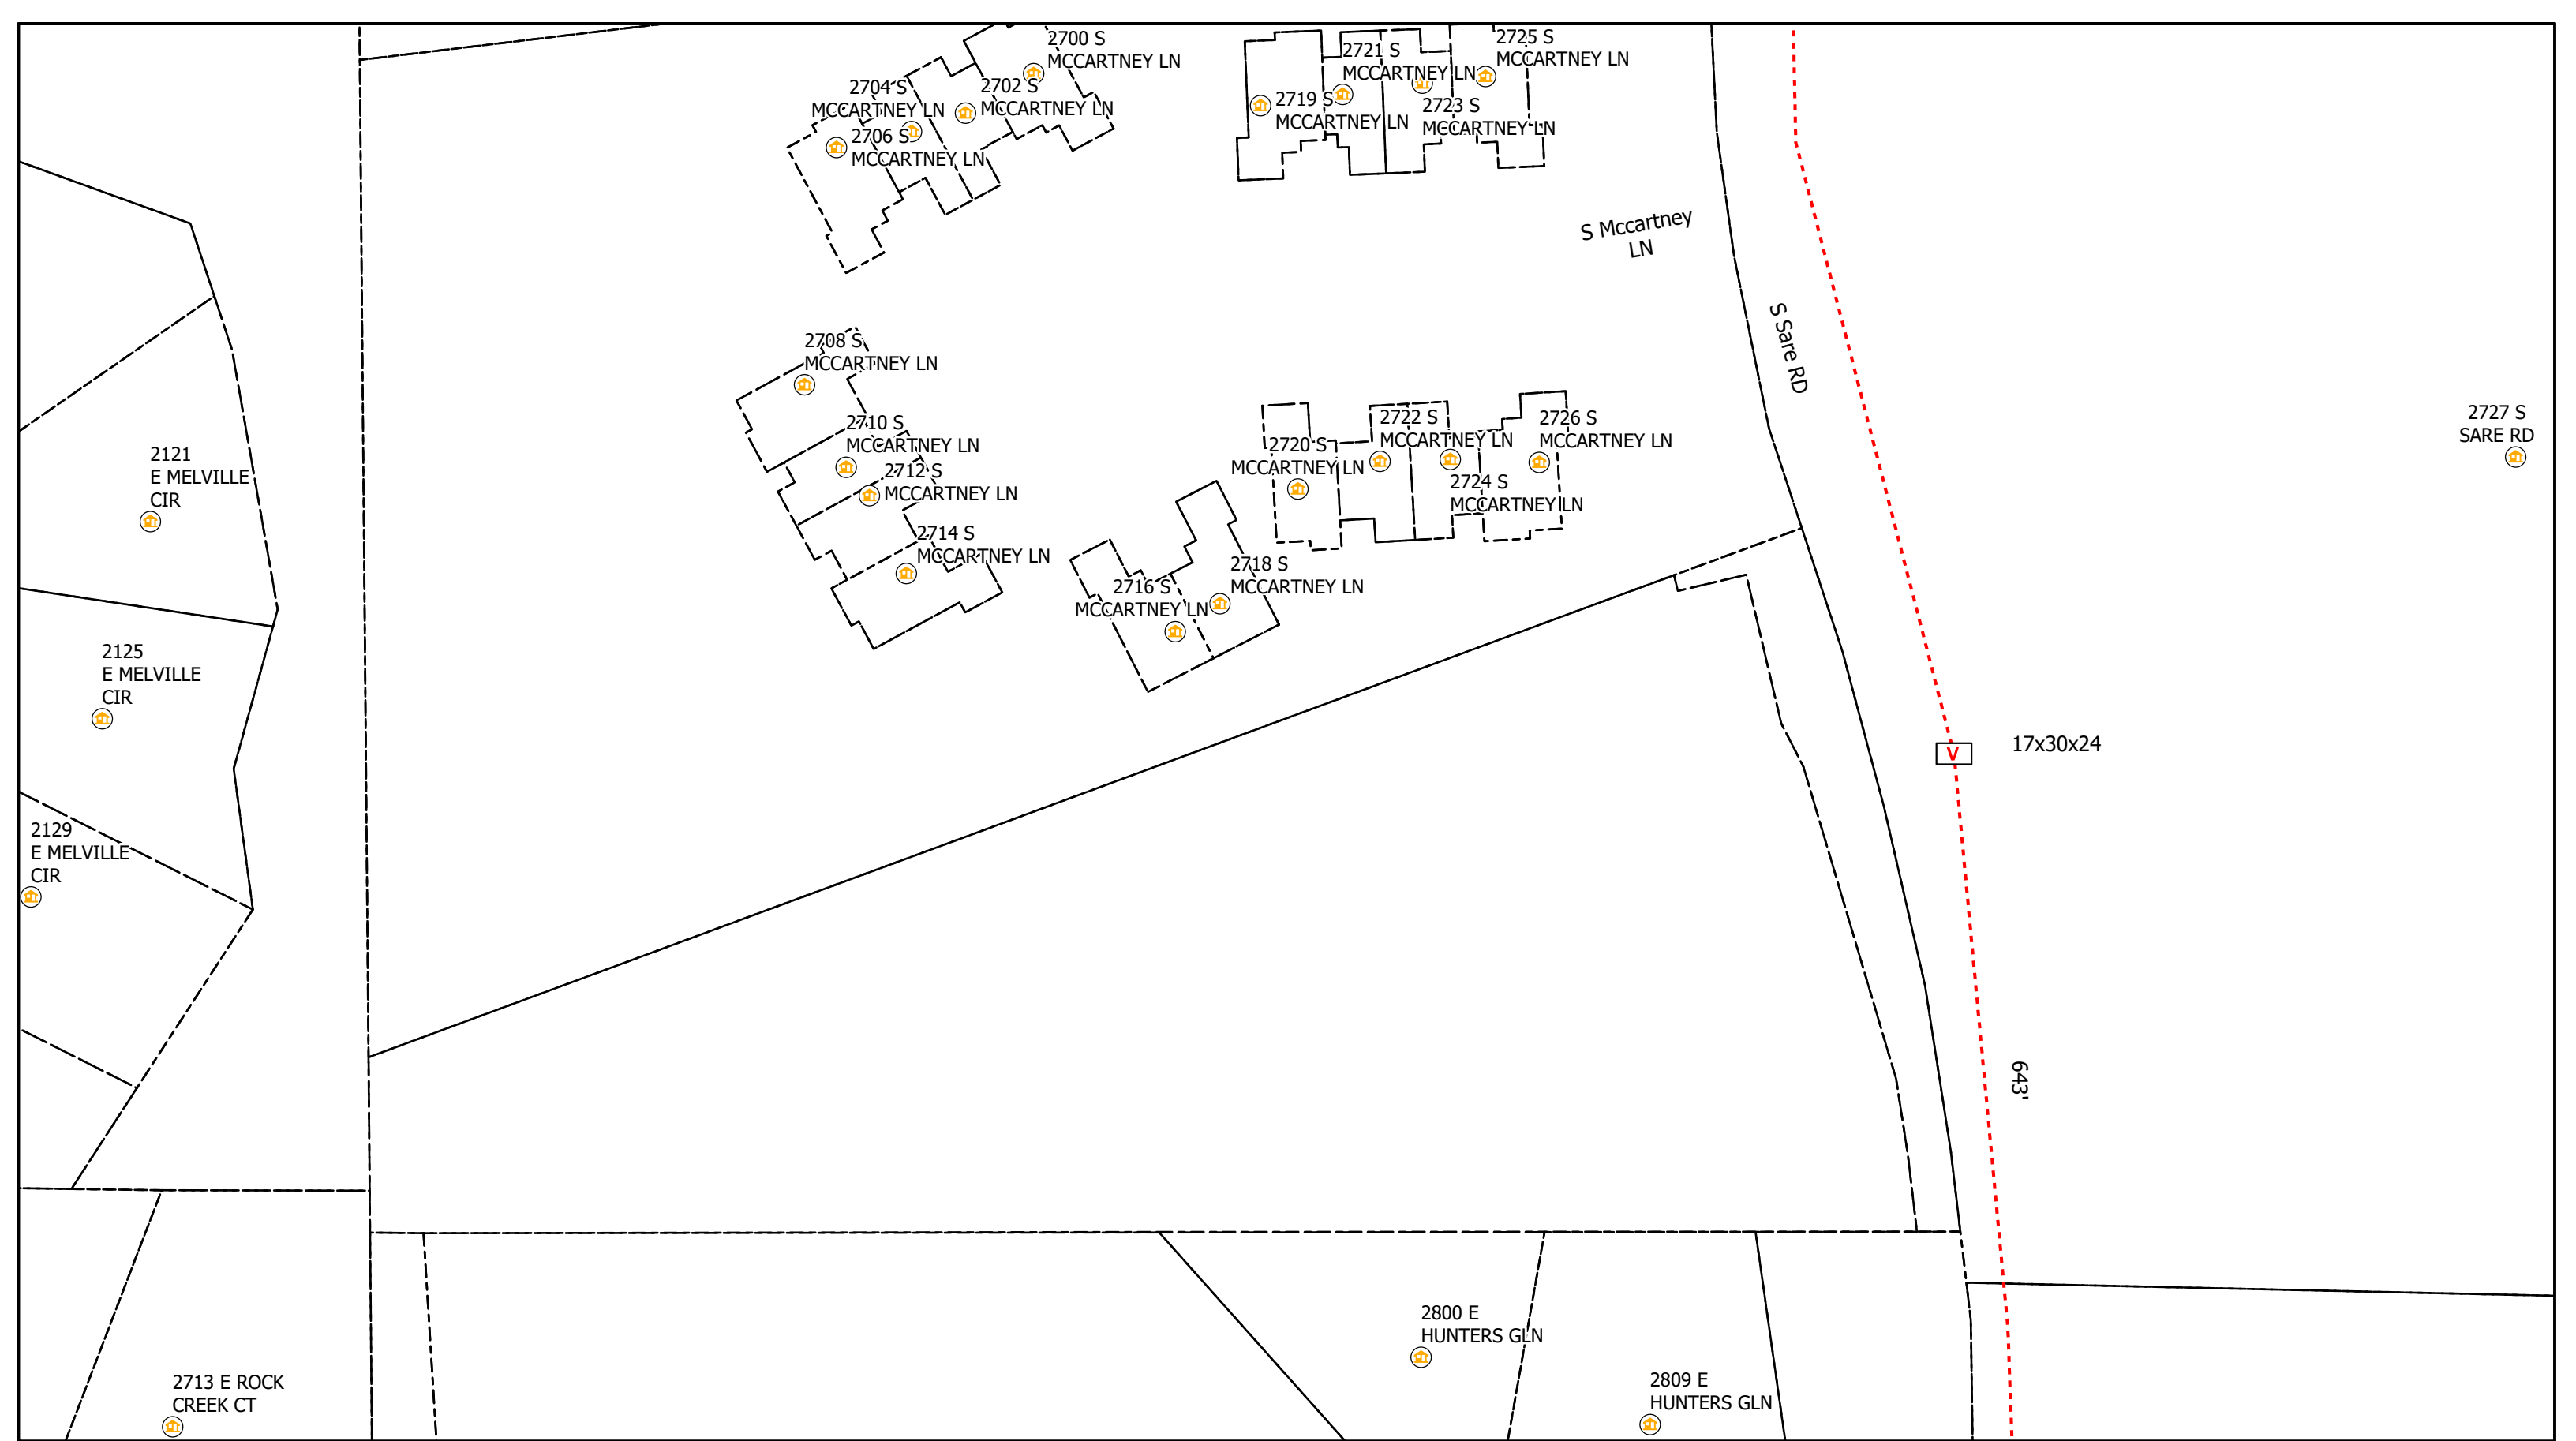 2700 S
MCCARTNEY LN
2704 S
MCCARTNEY LN
2702 S
MCCARTNEY LN
2706 S
MCCARTNEY LN
2721 S
MCCARTNEY LN
2725 S
MCCARTNEY LN
2719 S
MCCARTNEY LN
2723 S
MCCARTNEY LN
S Mccartney
LN
S Sare RD
2708 S
MCCARTNEY LN
2710 S
MCCARTNEY LN
2712 S
MCCARTNEY LN
2714 S
MCCARTNEY LN
2716 S
MCCARTNEY LN
2718 S
MCCARTNEY LN
2720 S
MCCARTNEY LN
2722 S
MCCARTNEY LN
2724 S
MCCARTNEY LN
2726 S
MCCARTNEY LN
2727 S
SARE RD
2121
E MELVILLE
CIR
2125
E MELVILLE
CIR
2129
E MELVILLE
CIR
V
17x30x24
643'
2713 E ROCK
CREEK CT
2800 E
HUNTERS GLN
2809 E
HUNTERS GLN